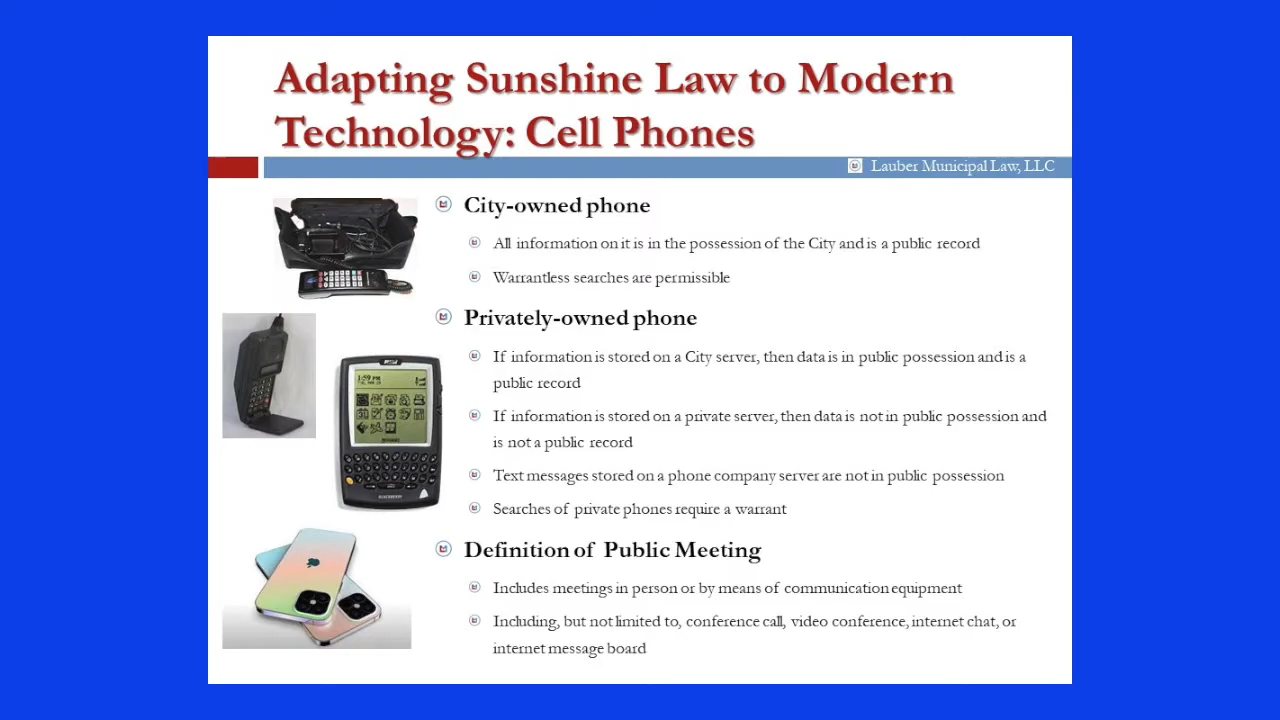 Adapting Sunshine Law to Modern
Technology: Cell Phones
Lauber Municipal Law, LLC
City-owned phone
All information on it is in the possession of the City and is a public record
Warrantless searches are permissible
Privately-owned phone
If information is stored on a City server, then data is in public possession and is a
public record
If information is stored on a private server, then data is not in public possession and
is not a public record
Text messages stored on a phone company server are not in public possession
Searches of private phones require a warrant
Definition of Public Meeting
Includes meetings in person or by means of communication equipment
Including, but not limited to, conference call, video conference, internet chat, or
internet message board
1:59 PM